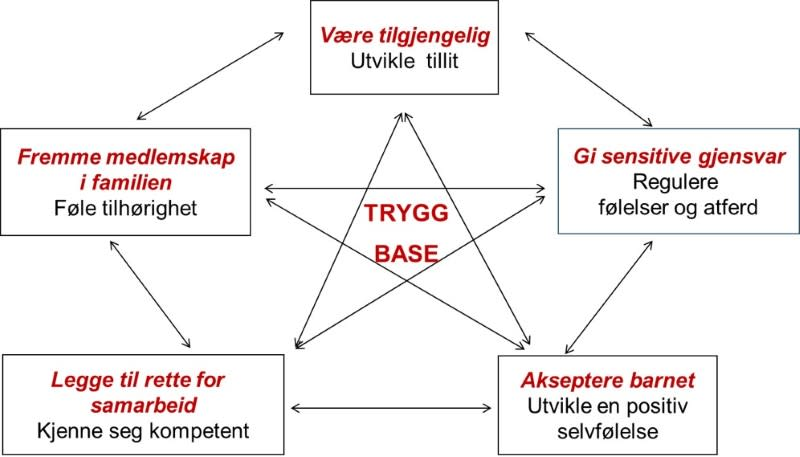 Være tilgjengelig
Utvikle tillit
Fremme medlemskap
i familien
Føle tilhørighet
Gi sensitive gjensvar
Regulere
følelser og atferd
TRYGG
BASE
Legge til rette for
samarbeid
Kjenne seg kompetent
Akseptere barnet
Utvikle en positiv
selvfølelse